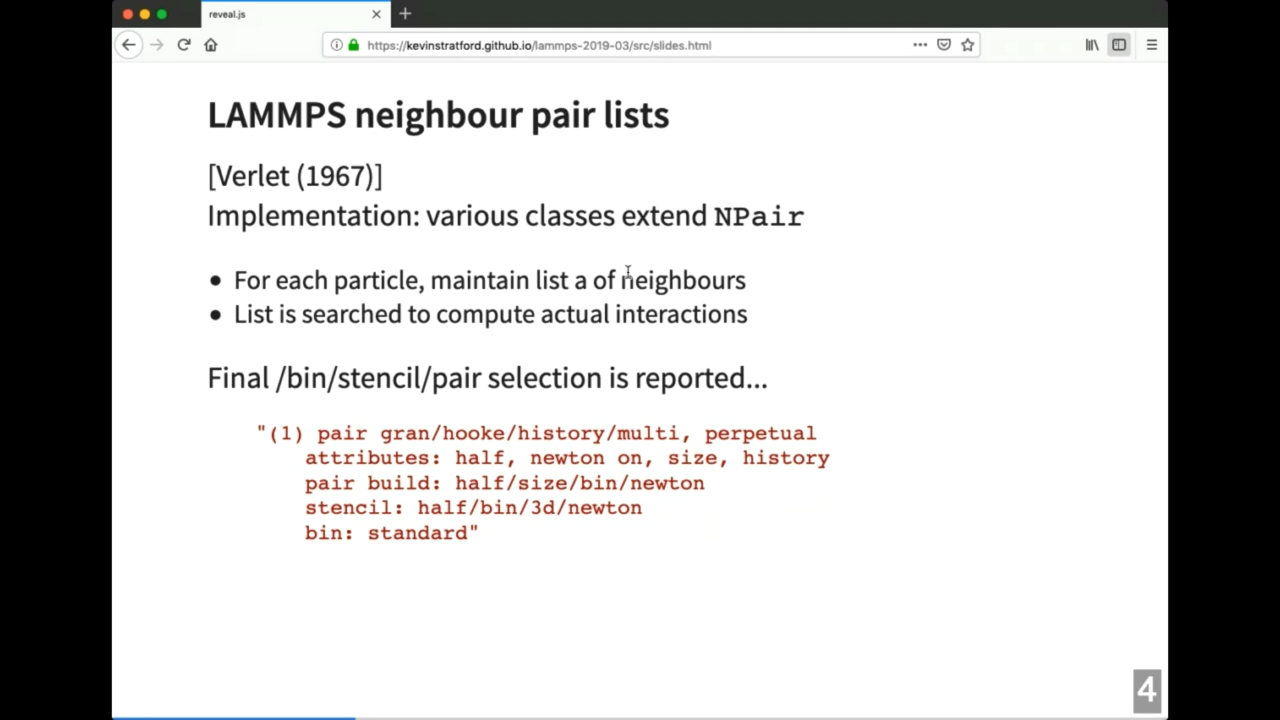 reveal.js
https://kevinstratford.github.io/lammps-2019-03/src/slides.html
LAMMPS neighbour pair lists
[Verlet (1967)]
Implementation: various classes extend NPair
• For each particle, maintain list a of neighbours
• List is searched to compute actual interactions
Final /bin/stencil/pair selection is reported...
"(1) pair gran/hooke/history/multi, perpetual
attributes: half, newton on, size, history
pair build: half/size/bin/newton
stencil: half/bin/3d/newton
bin: standard"
4